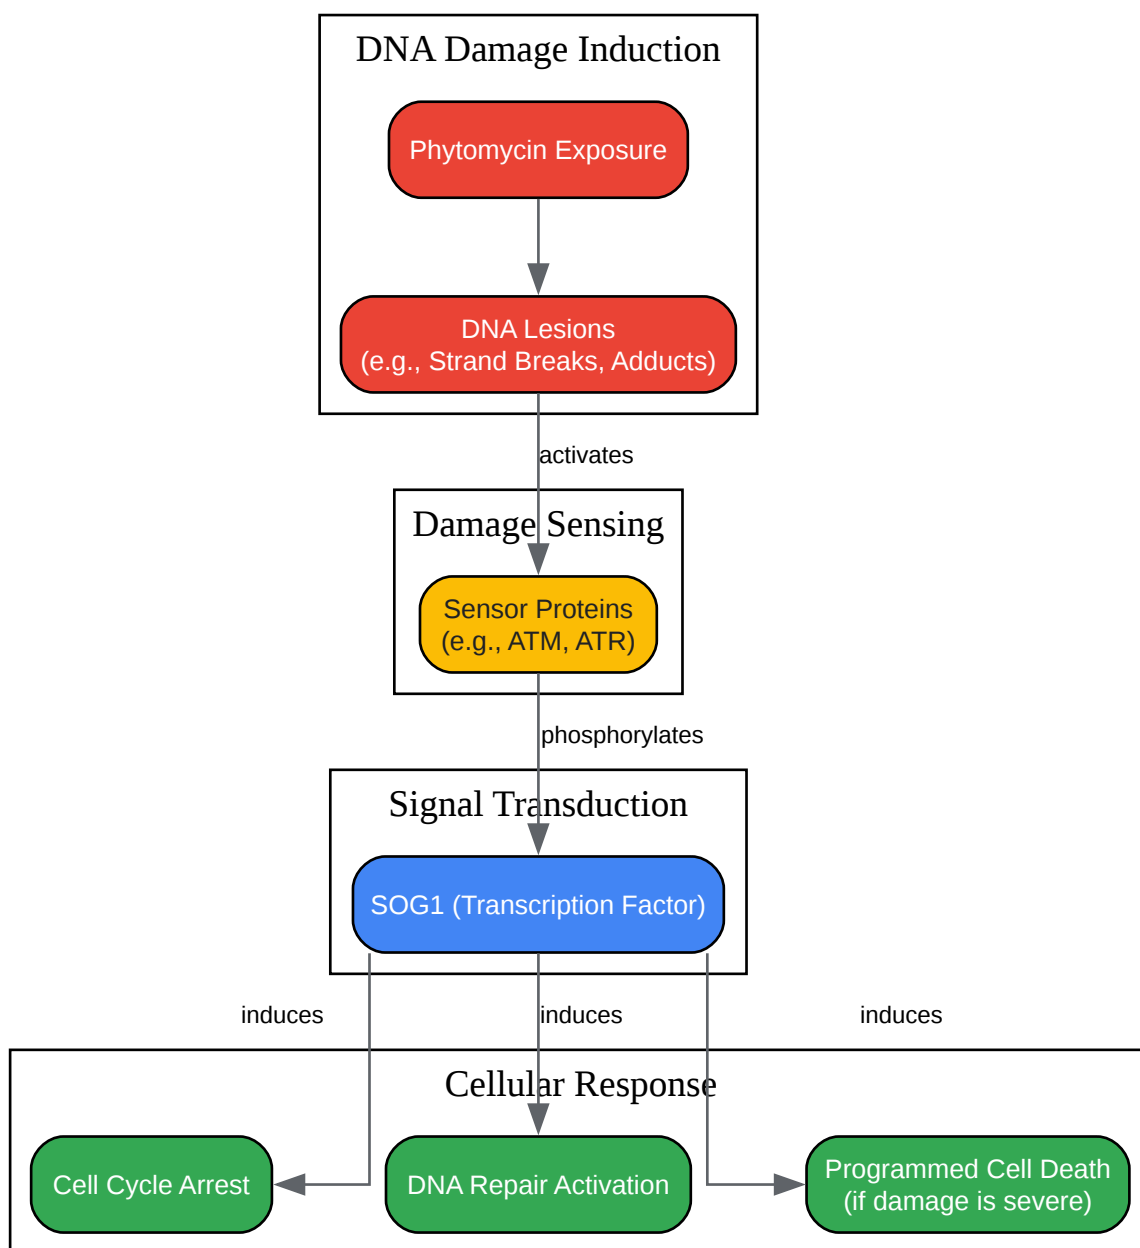 DNA Damage Induction
Phytomycin Exposure
DNA Lesions
(e.g., Strand Breaks, Adducts)
activates
Damage Sensing
Sensor Proteins
(e.g., ATM, ATR)
phosphorylates
Signal Transduction
SOG1 (Transcription Factor)
induces
induces
induces
Cellular Response
Cell Cycle Arrest
DNA Repair Activation
Programmed Cell Death
(if damage is severe)